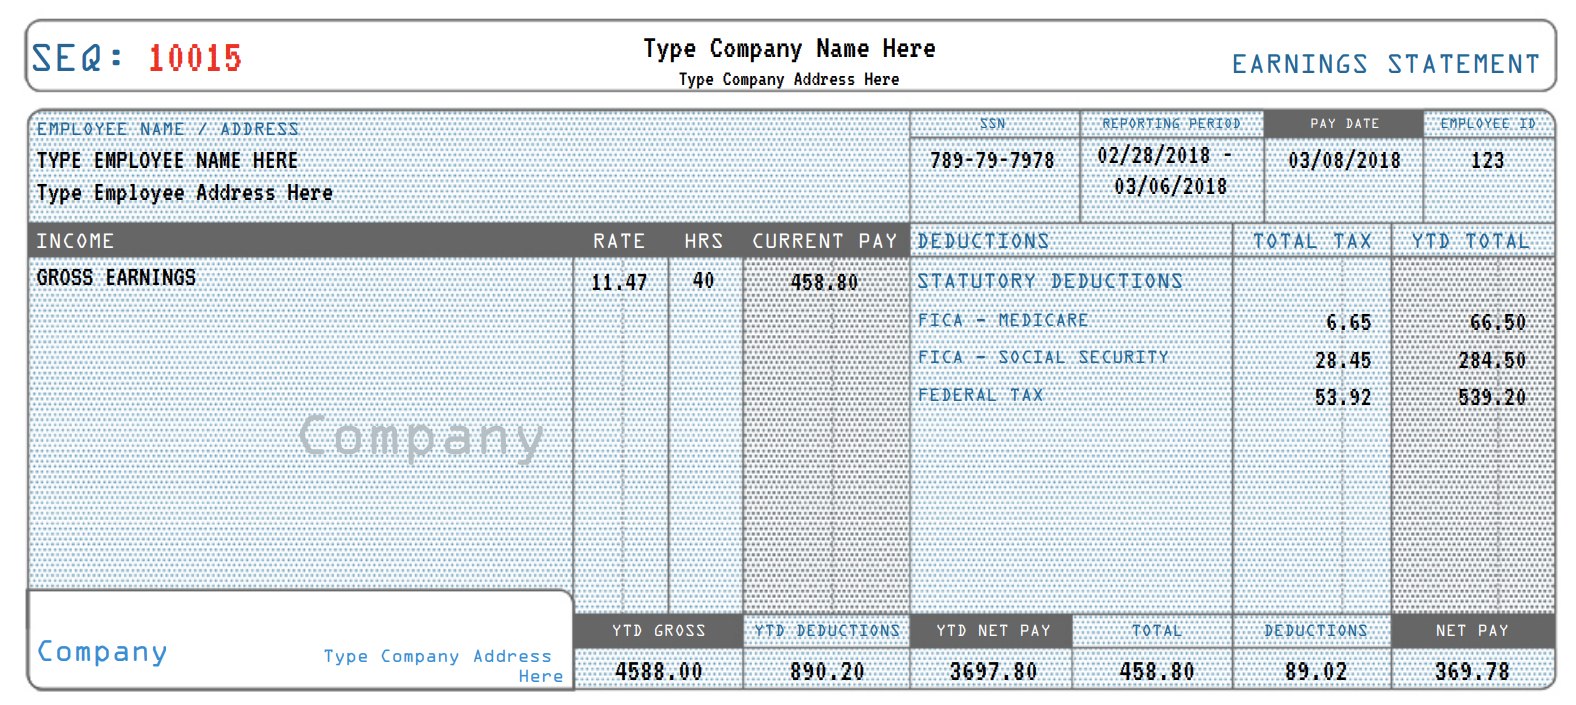 SEQ: 10015
Type Company Name Here
Type Company Address Here
EARNINGS STATEMENT
EMPLOYEE NAME / ADDRESS
TYPE EMPLOYEE NAME HERE
Type Employee Address Here
SSN
789-79-7978
REPORTING PERIOD
02/28/2018 -
03/06/2018
PAY DATE
03/08/2018
EMPLOYEE ID
123
INCOME RATE HRS CURRENT PAY
GROSS EARNINGS 11.47 40 458.80
Company
DEDUCTIONS TOTAL TAX YTD TOTAL
STATUTORY DEDUCTIONS
FICA - MEDICARE 6.65 66.50
FICA - SOCIAL SECURITY 28.45 284.50
FEDERAL TAX 53.92 539.20
Company
Type Company Address
Here
YTD GROSS YTD DEDUCTIONS YTD NET PAY TOTAL DEDUCTIONS NET PAY
4588.00 890.20 3697.80 458.80 89.02 369.78